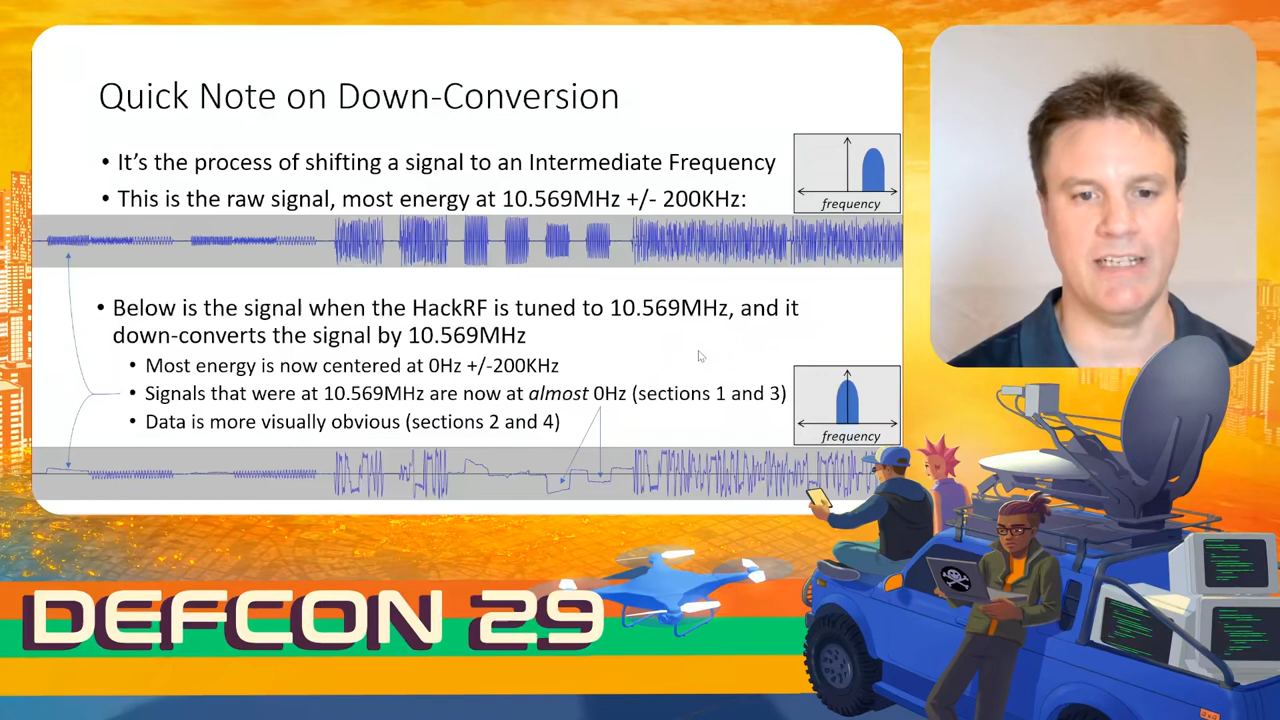 Quick Note on Down-Conversion
• It's the process of shifting a signal to an Intermediate Frequency
• This is the raw signal, most energy at 10.569MHz +/- 200KHz:
frequency
• Below is the signal when the HackRF is tuned to 10.569MHz, and it
down-converts the signal by 10.569MHz
• Most energy is now centered at 0Hz +/-200KHz
• Signals that were at 10.569MHz are now at almost 0Hz (sections 1 and 3)
• Data is more visually obvious (sections 2 and 4)
frequency
DEFCON 29